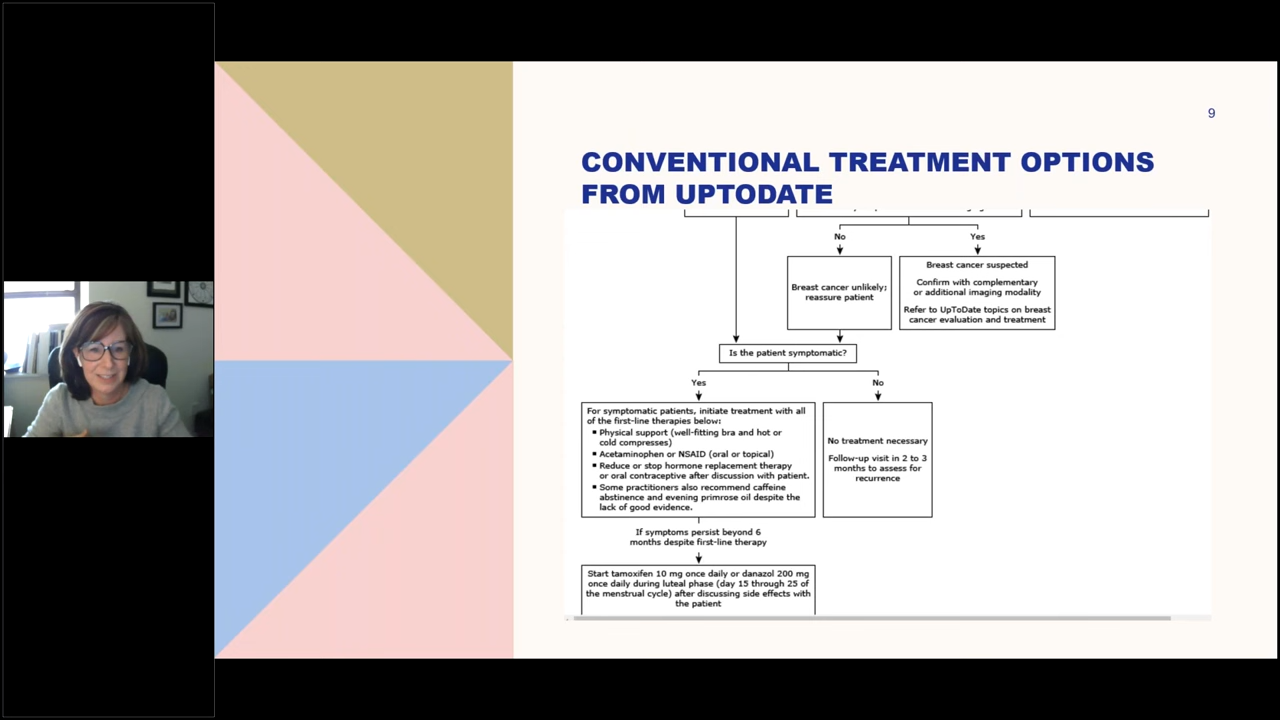 9
CONVENTIONAL TREATMENT OPTIONS
FROM UPTODATE
No
Yes
Breast cancer unlikely;
reassure patient
Breast cancer suspected
Confirm with complementary
or additional imaging modality
Refer to UpToDate topics on breast
cancer evaluation and treatment
Is the patient symptomatic?
Yes
No
For symptomatic patients, initiate treatment with all
of the first-line therapies below:
▪ Physical support (well-fitting bra and hot or
cold compresses)
▪ Acetaminophen or NSAID (oral or topical)
▪ Reduce or stop hormone replacement therapy
or oral contraceptive after discussion with patient.
▪ Some practitioners also recommend caffeine
abstinence and evening primrose oil despite the
lack of good evidence.
No treatment necessary
Follow-up visit in 2 to 3
months to assess for
recurrence
If symptoms persist beyond 6
months despite first-line therapy
Start tamoxifen 10 mg once daily or danazol 200 mg
once daily during luteal phase (day 15 through 25 of
the menstrual cycle) after discussing side effects with
the patient